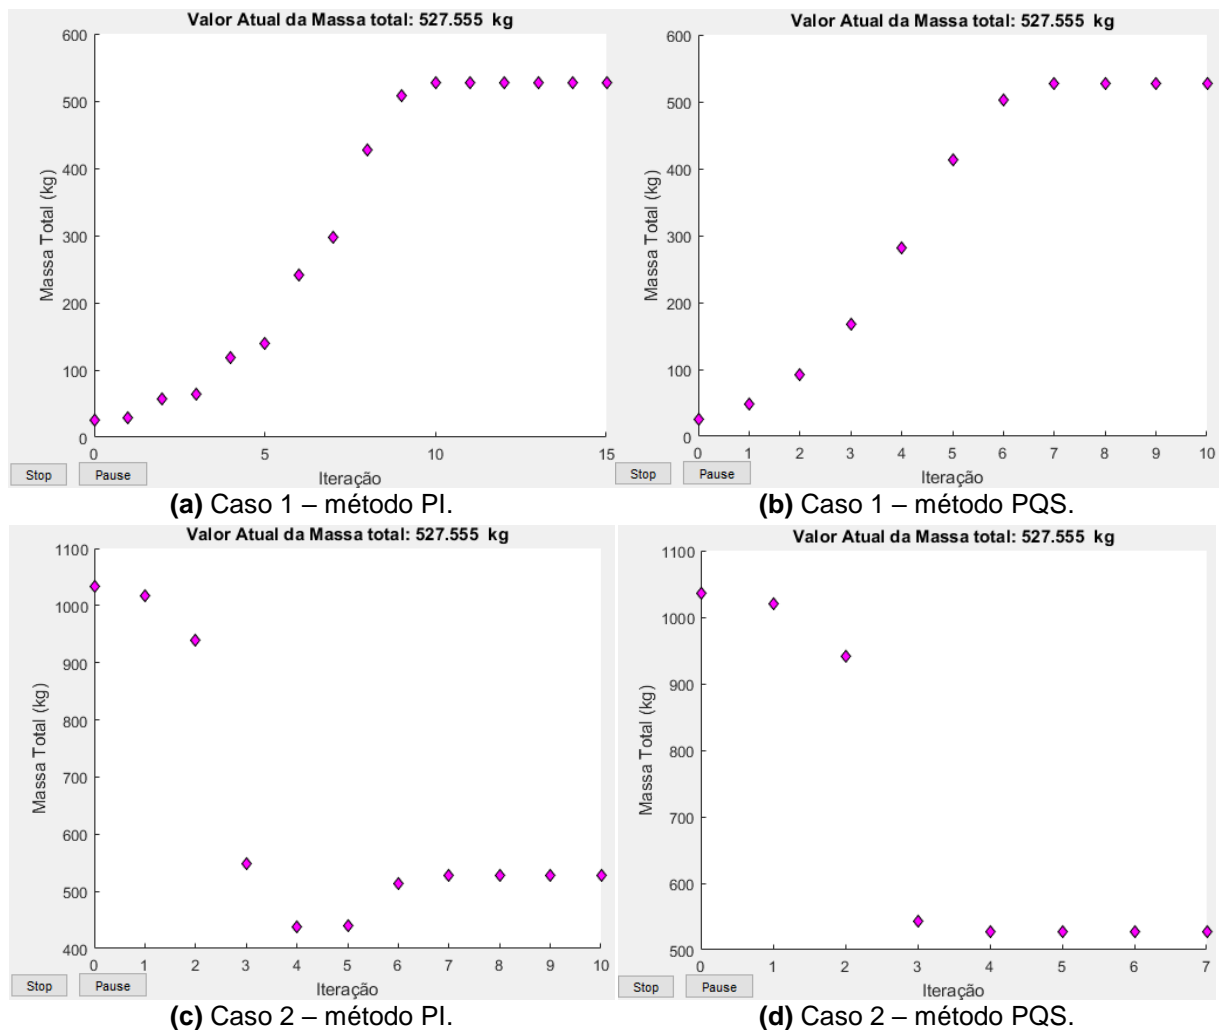 Valor Atual da Massa total: 527.555 kg
600
500
400
300
200
100
0
Massa Total (kg)
0 5 10 15
Iteração
Stop Pause
(a) Caso 1 – método PI.
Valor Atual da Massa total: 527.555 kg
600
500
400
300
200
100
0
Massa Total (kg)
0 1 2 3 4 5 6 7 8 9 10
Iteração
Stop Pause
(b) Caso 1 – método PQS.
Valor Atual da Massa total: 527.555 kg
1100
1000
900
800
700
600
500
400
Massa Total (kg)
0 1 2 3 4 5 6 7 8 9 10
Iteração
Stop Pause
(c) Caso 2 – método PI.
Valor Atual da Massa total: 527.555 kg
1100
1000
900
800
700
600
500
Massa Total (kg)
0 1 2 3 4 5 6 7
Iteração
Stop Pause
(d) Caso 2 – método PQS.